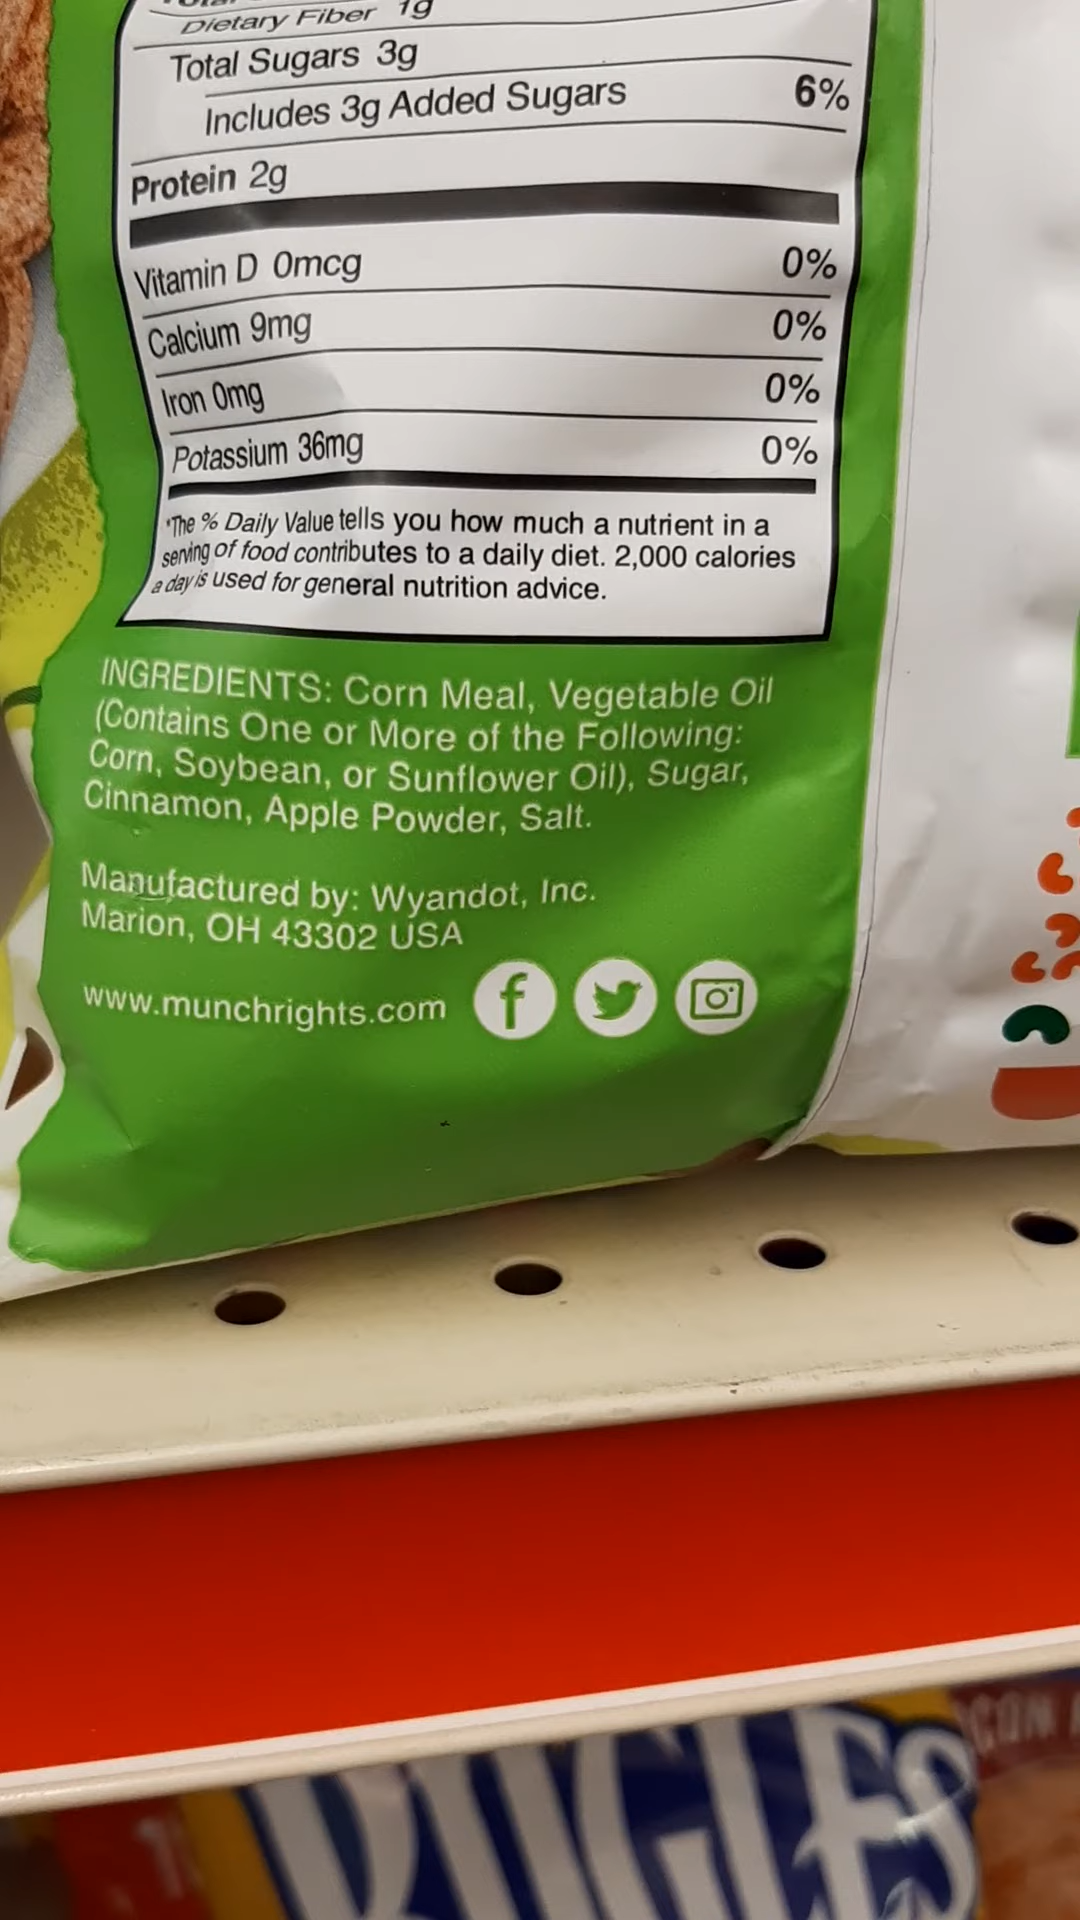 Dietary Fiber 1g
Total Sugars 3g
Includes 3g Added Sugars 6%
Protein 2g
Vitamin D 0mcg 0%
Calcium 9mg 0%
Iron 0mg 0%
Potassium 36mg 0%
*The % Daily Value tells you how much a nutrient in a
serving of food contributes to a daily diet. 2,000 calories
a day is used for general nutrition advice.
INGREDIENTS: Corn Meal, Vegetable Oil
(Contains One or More of the Following:
Corn, Soybean, or Sunflower Oil), Sugar,
Cinnamon, Apple Powder, Salt.
Manufactured by: Wyandot, Inc.
Marion, OH 43302 USA
www.munchrights.com